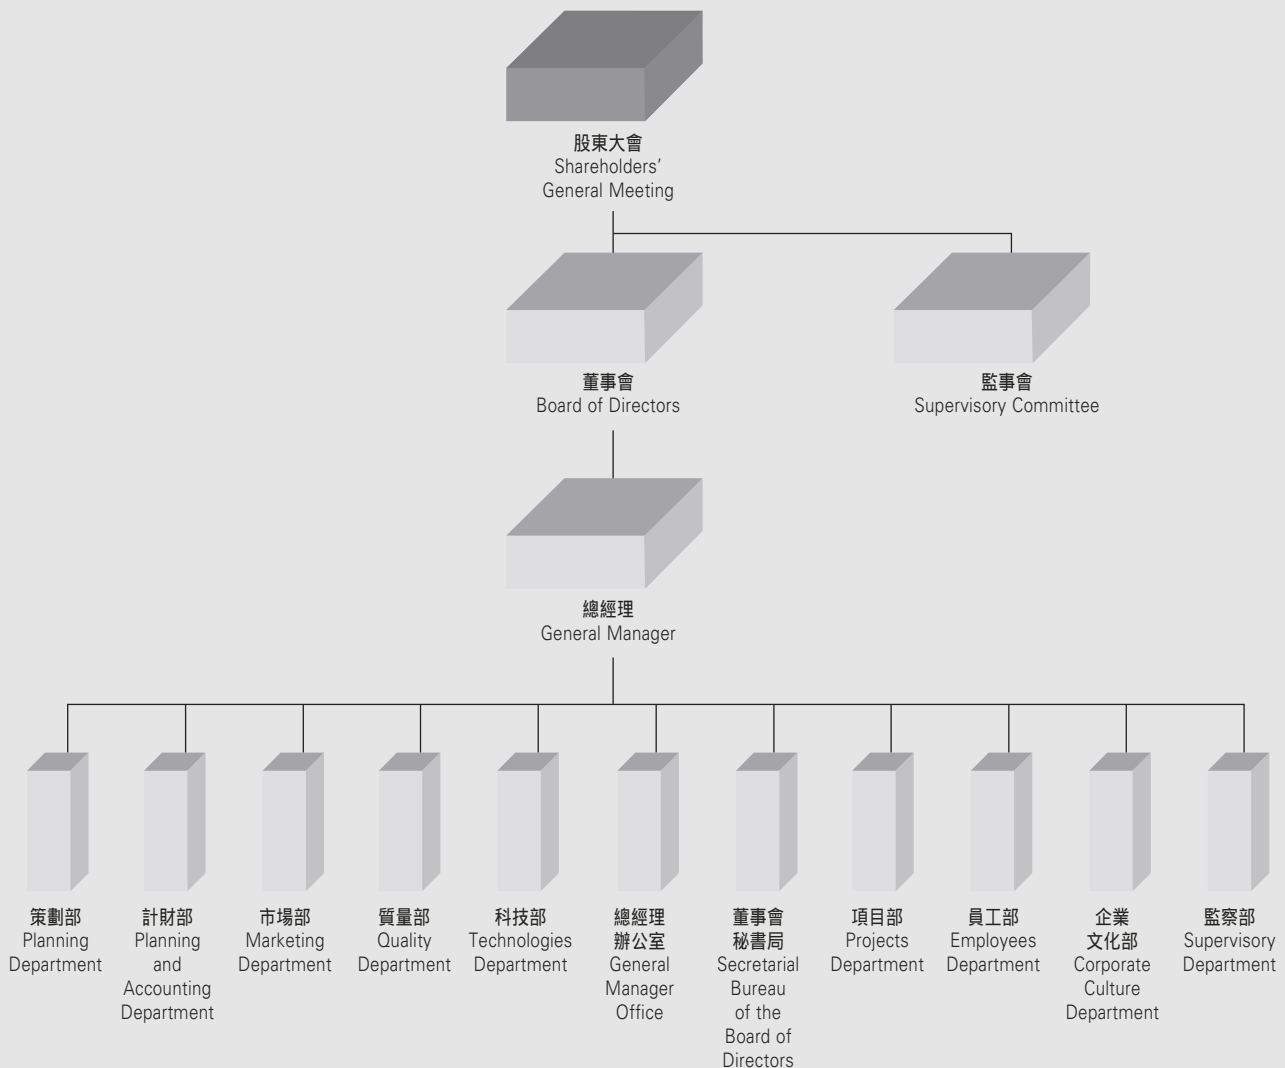 股東大會
Shareholders'
General Meeting
董事會
Board of Directors
監事會
Supervisory Committee
總經理
General Manager
策劃部
Planning
Department
計財部
Planning
and
Accounting
Department
市場部
Marketing
Department
質量部
Quality
Department
科技部
Technologies
Department
總經理
辦公室
General
Manager
Office
董事會
秘書局
Secretarial
Bureau
of the
Board of
Directors
項目部
Projects
Department
員工部
Employees
Department
企業
文化部
Corporate
Culture
Department
監察部
Supervisory
Department